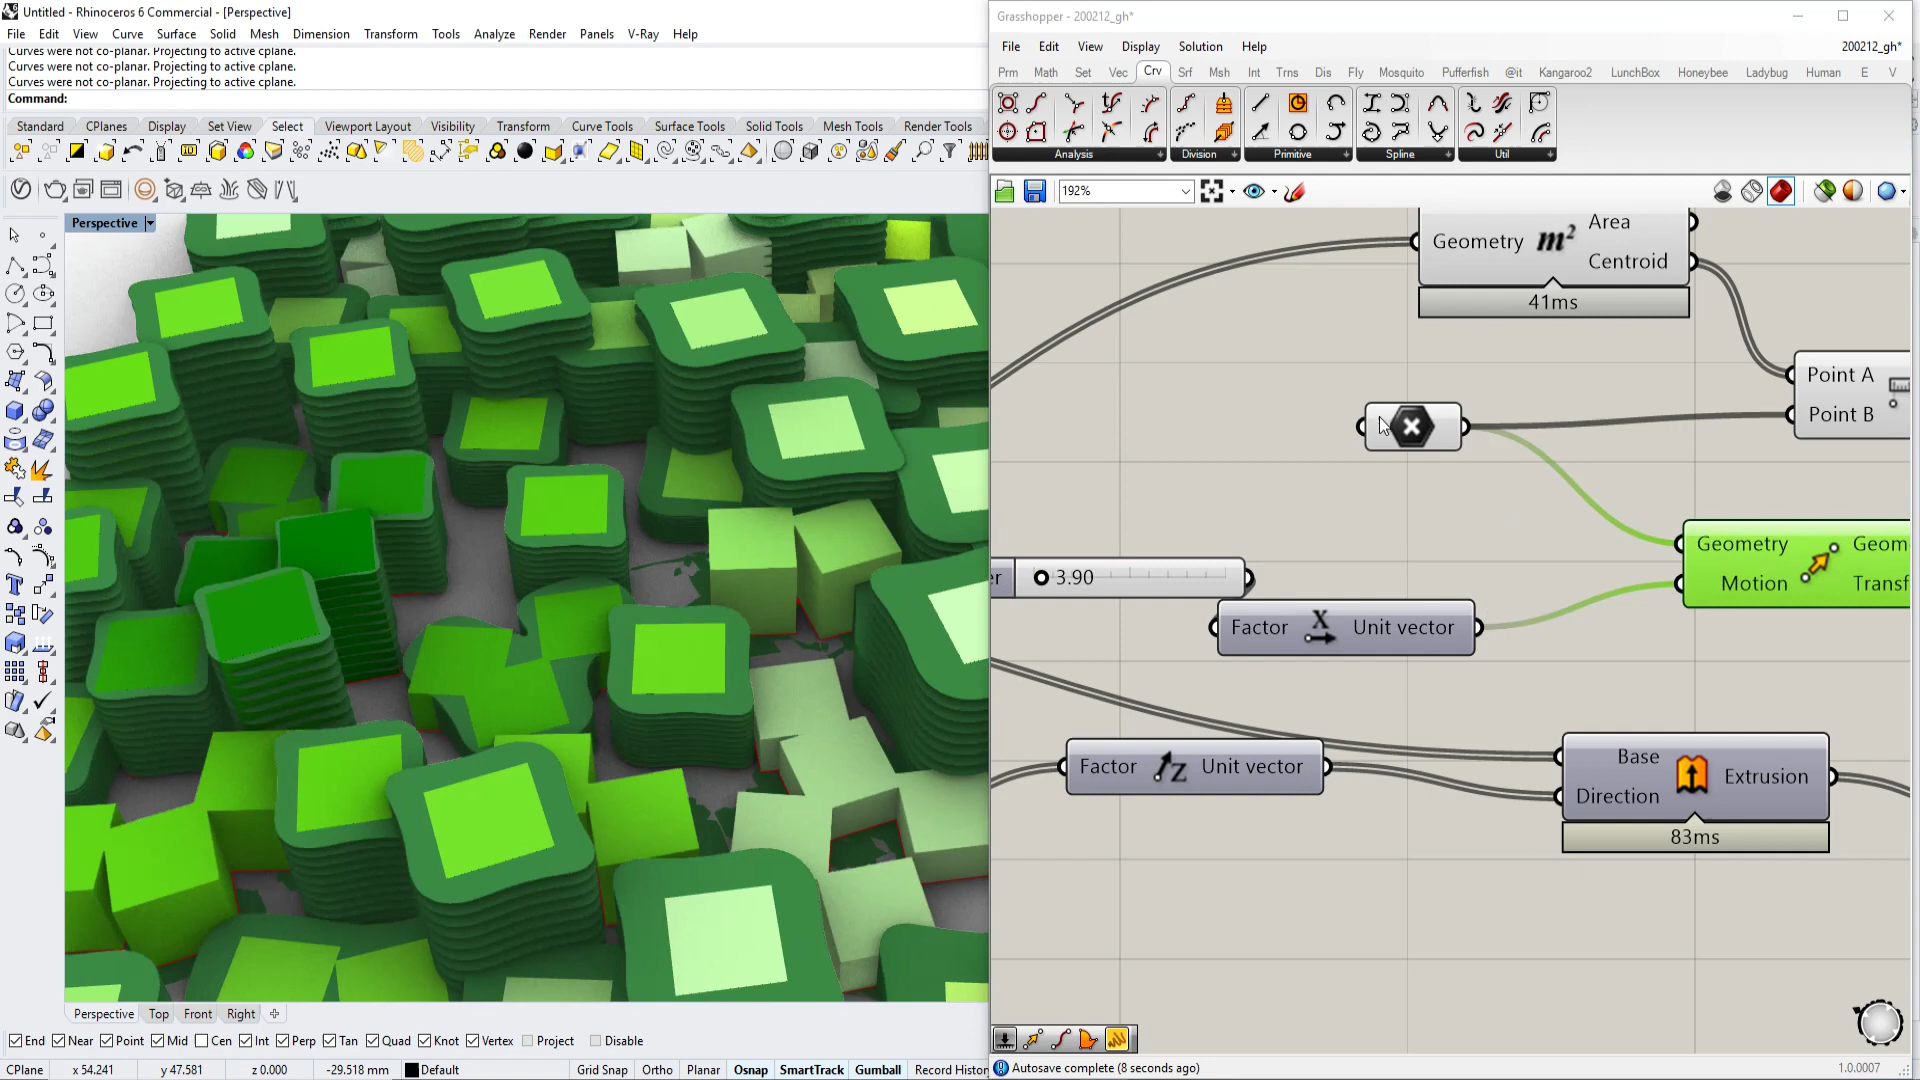 Untitled - Rhinoceros 6 Commercial - [Perspective]
File Edit View Curve Surface Solid Mesh Dimension Transform Tools Analyze Render Panels V-Ray Help
Curves were not co-planar. Projecting to active cplane.
Curves were not co-planar. Projecting to active cplane.
Curves were not co-planar. Projecting to active cplane.
Command:
Standard CPlanes Display Set View Select Viewport Layout Visibility Transform Curve Tools Surface Tools Solid Tools Mesh Tools Render Tools
Perspective
Perspective Top Front Right
End Near Point Mid Cen Int Perp Tan Quad Knot Vertex Project Disable
CPlane x 54.241 y 47.581 z 0.000 -29.518 mm Default Grid Snap Ortho Planar Osnap SmartTrack Gumball Record Histor
Grasshopper - 200212_gh*
File Edit View Display Solution Help 200212_gh*
Prm Math Set Vec Crv Srf Msh Int Trns Dis Fly Mosquito Pufferfish @it Kangaroo2 LunchBox Honeybee Ladybug Human E V
Analysis Division Primitive Spline Util
192%
Geometry m² Area
Centroid
41ms
Point A
Point B
Geometry Geom
Motion Transf
er 3.90
Factor X Unit vector
Factor Z Unit vector
Base
Direction Extrusion
83ms
Autosave complete (8 seconds ago) 1.0.0007